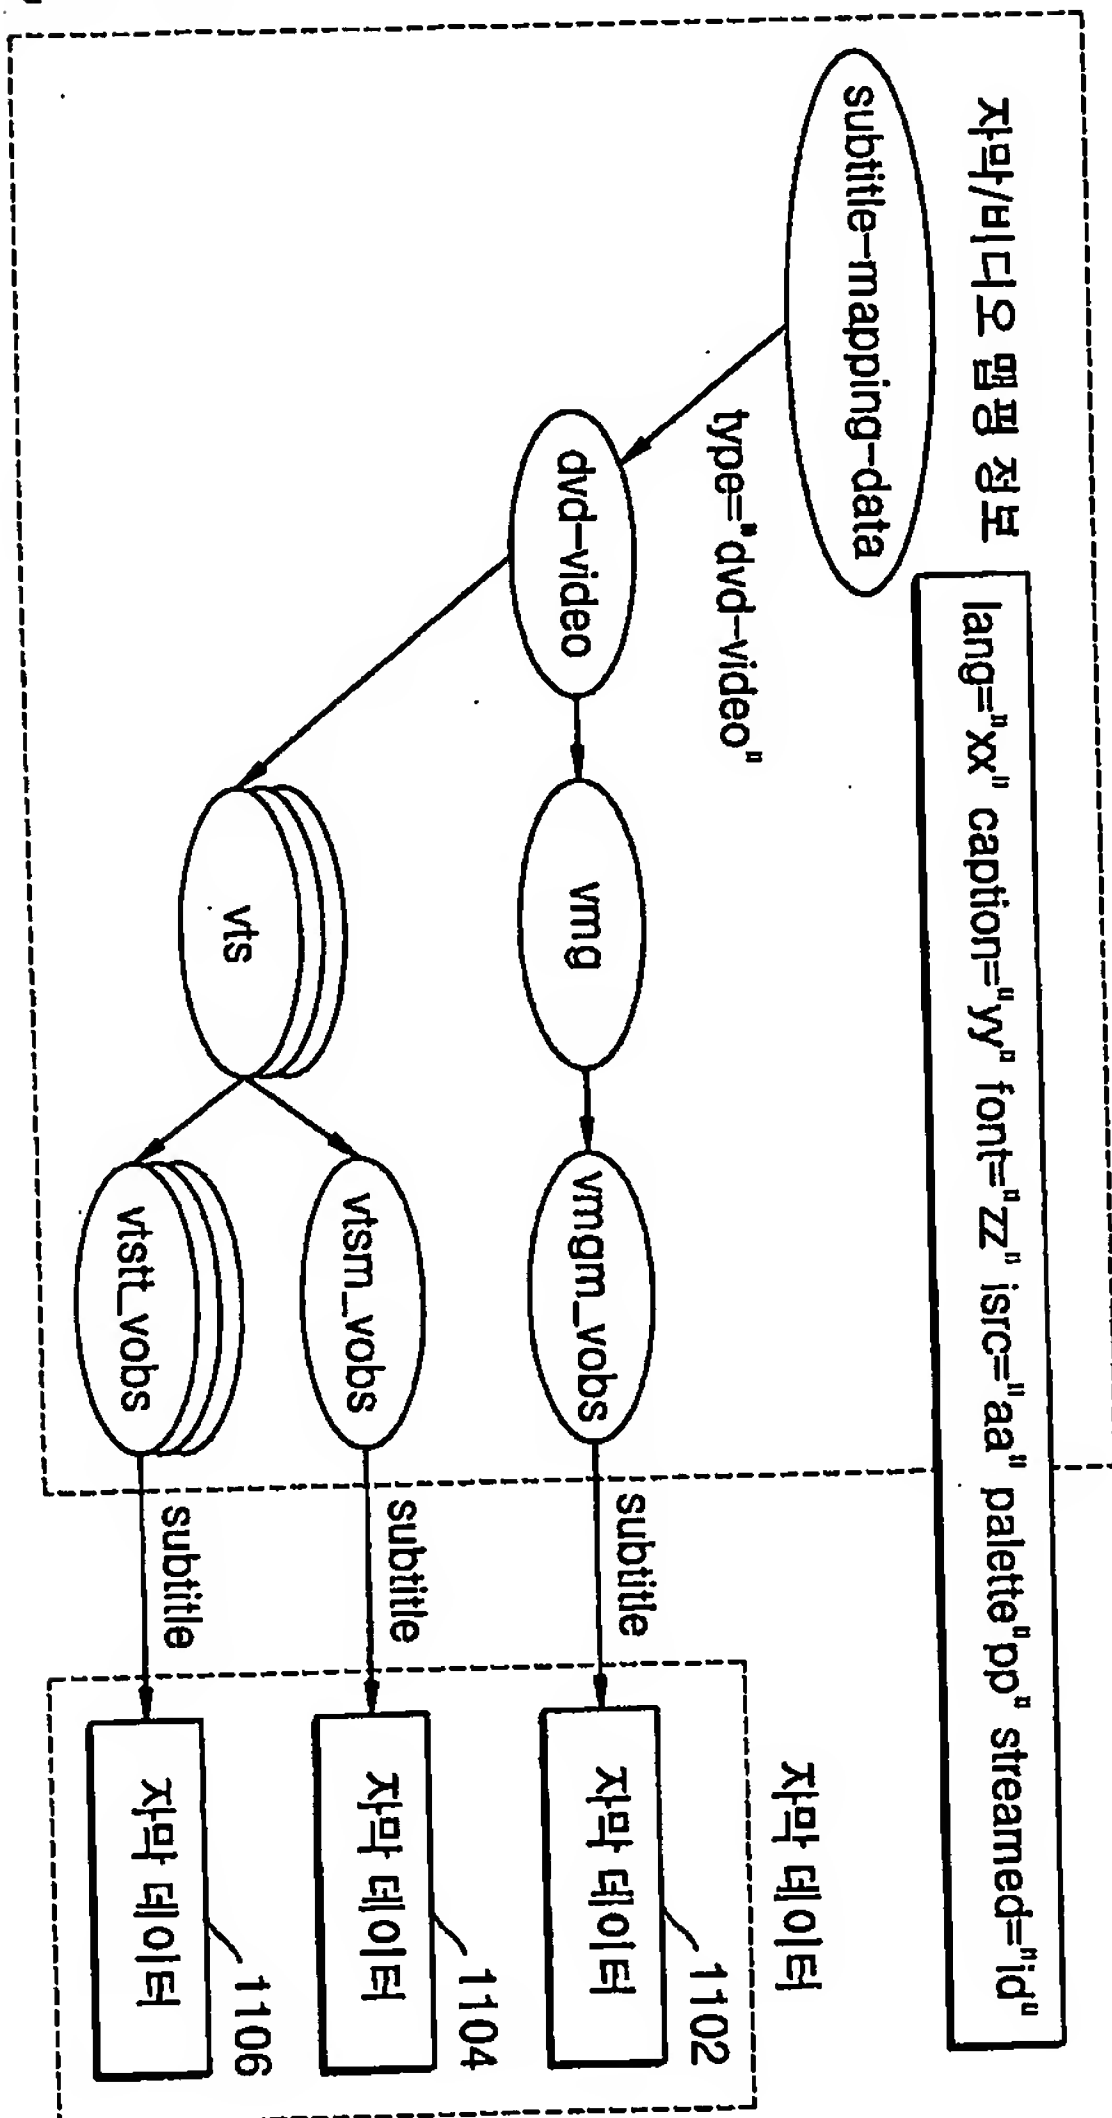 자막/비디오 맵핑 정보
lang="xx" caption="yy" font="zz" isrc="aa" palette"pp" streamed="id"
subtitle-mapping-data
type="dvd-video"
dvd-video
vmg
vmgm_vobs
subtitle
vts
vtsm_vobs
subtitle
vtstt_vobs
subtitle
자막 데이터
자막 데이터
1102
자막 데이터
1104
자막 데이터
1106